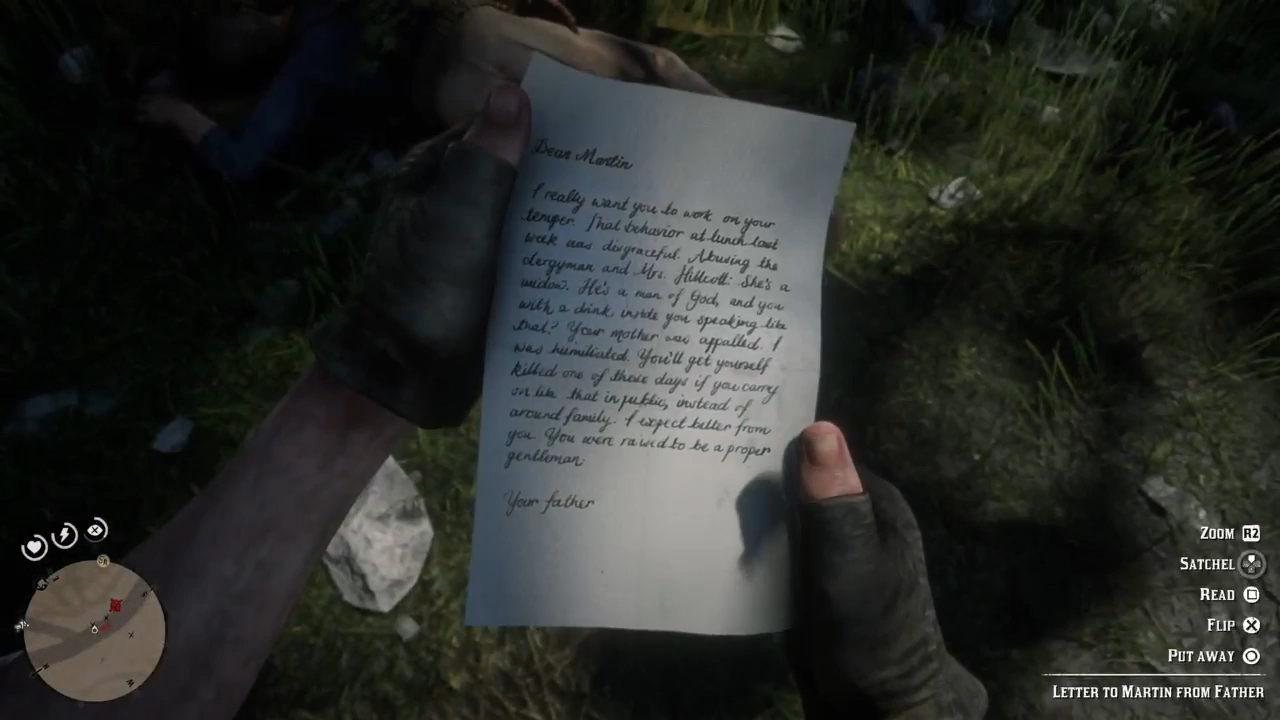 Dear Martin
I really want you to work on your
temper. That behavior at lunch last
week was disgraceful. Abusing the
clergyman and Mrs. Hillcott. She's a
widow. He's a man of God, and you
with a drink inside you speaking like
that? Your mother was appalled. I
was humiliated. You'll get yourself
killed one of these days if you carry
on like that in public, instead of
around family. I expect better from
you. You were raised to be a proper
gentleman.
Your father
ZOOM R2
SATCHEL
READ
FLIP
PUT AWAY
LETTER TO MARTIN FROM FATHER